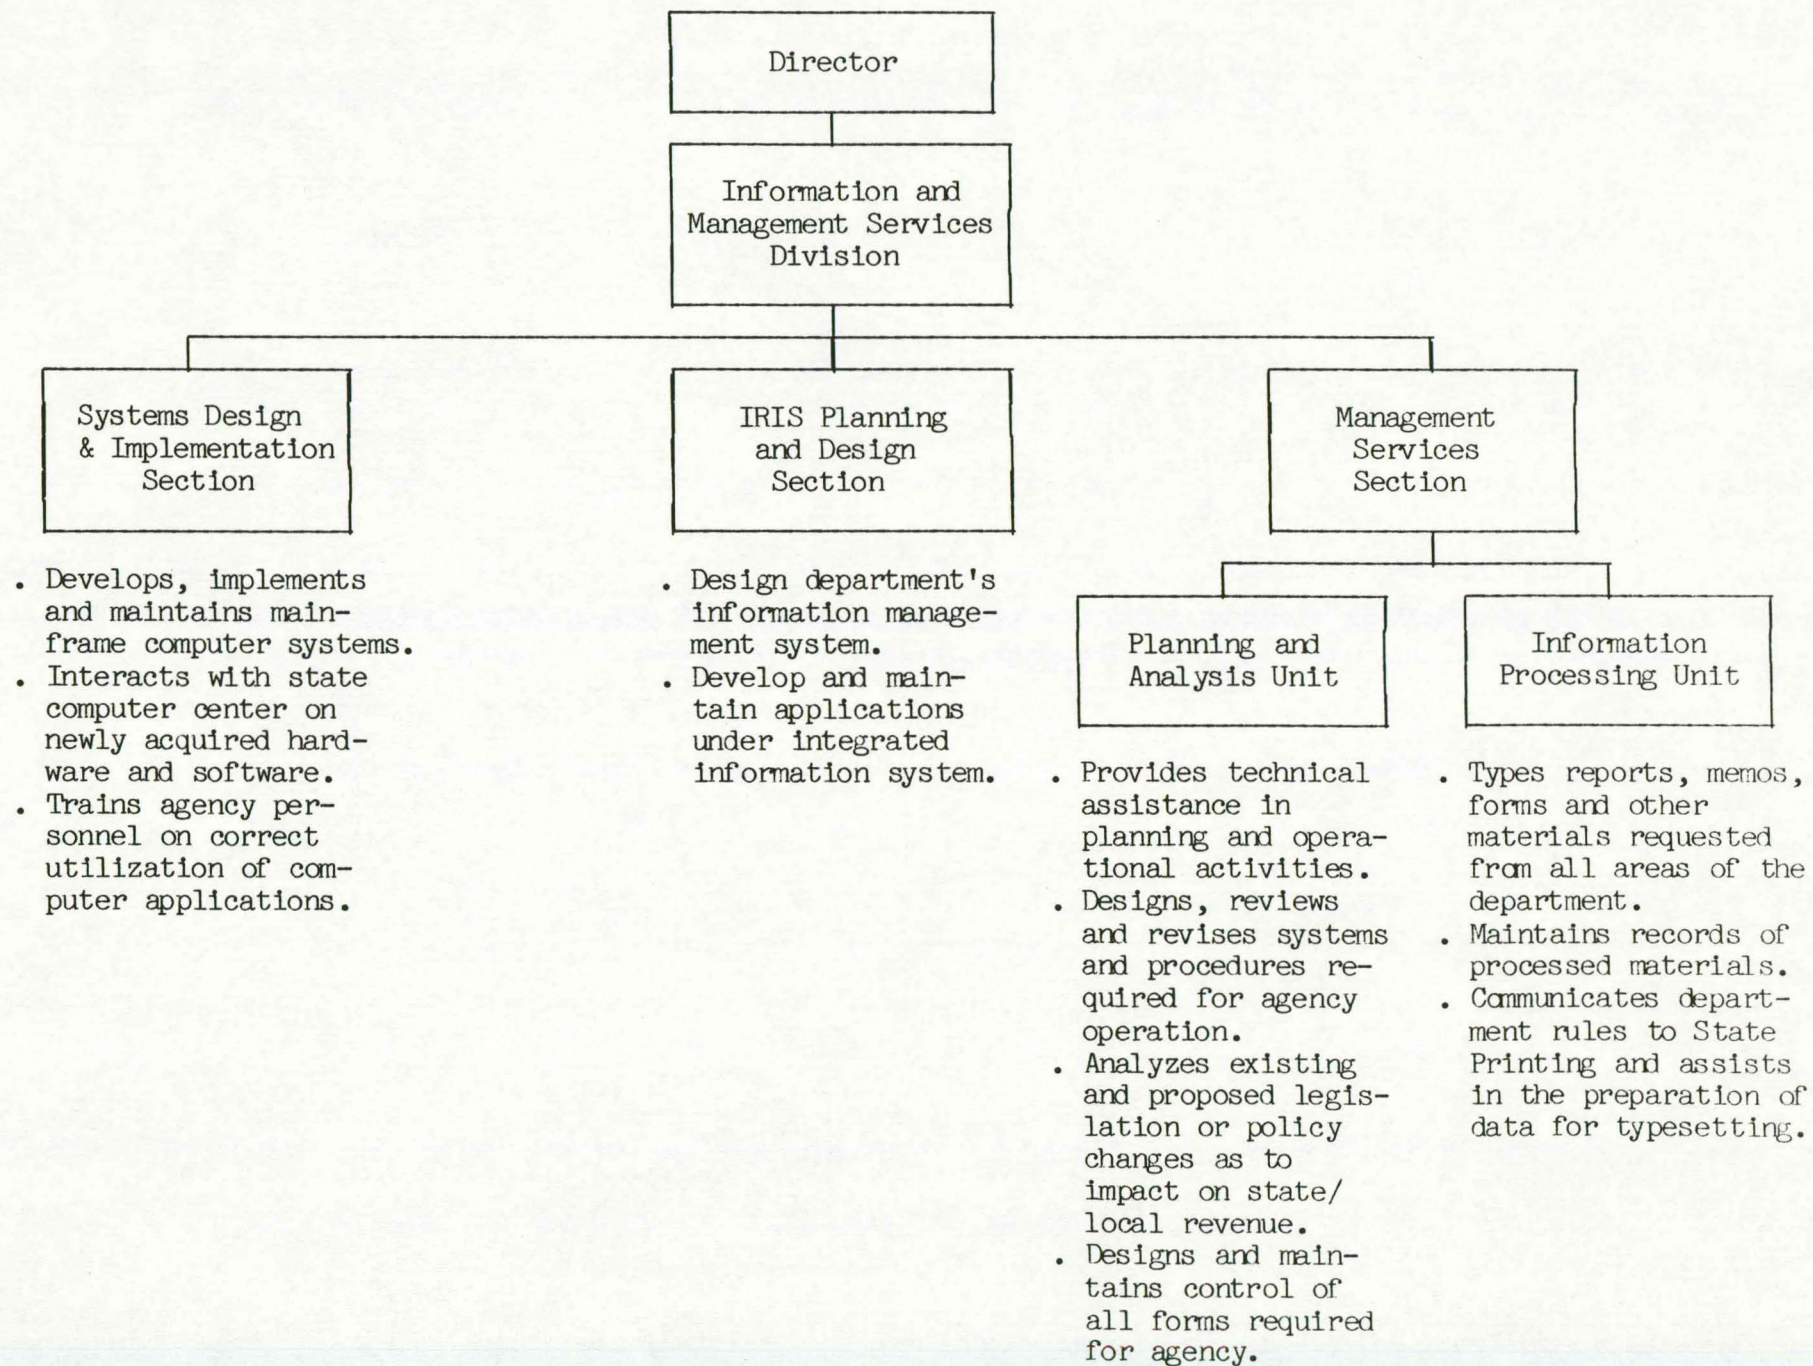 Director
Information and
Management Services
Division
Systems Design
& Implementation
Section
IRIS Planning
and Design
Section
Management
Services
Section
. Develops, implements
and maintains main-
frame computer systems.
. Interacts with state
computer center on
newly acquired hard-
ware and software.
. Trains agency per-
sonnel on correct
utilization of com-
puter applications.
. Design department's
information manage-
ment system.
. Develop and main-
tain applications
under integrated
information system.
Planning and
Analysis Unit
Information
Processing Unit
. Provides technical
assistance in
planning and opera-
tional activities.
. Designs, reviews
and revises systems
and procedures re-
quired for agency
operation.
. Analyzes existing
and proposed legis-
lation or policy
changes as to
impact on state/
local revenue.
. Designs and main-
tains control of
all forms required
for agency.
. Types reports, memos,
forms and other
materials requested
from all areas of the
department.
. Maintains records of
processed materials.
. Communicates depart-
ment rules to State
Printing and assists
in the preparation of
data for typesetting.